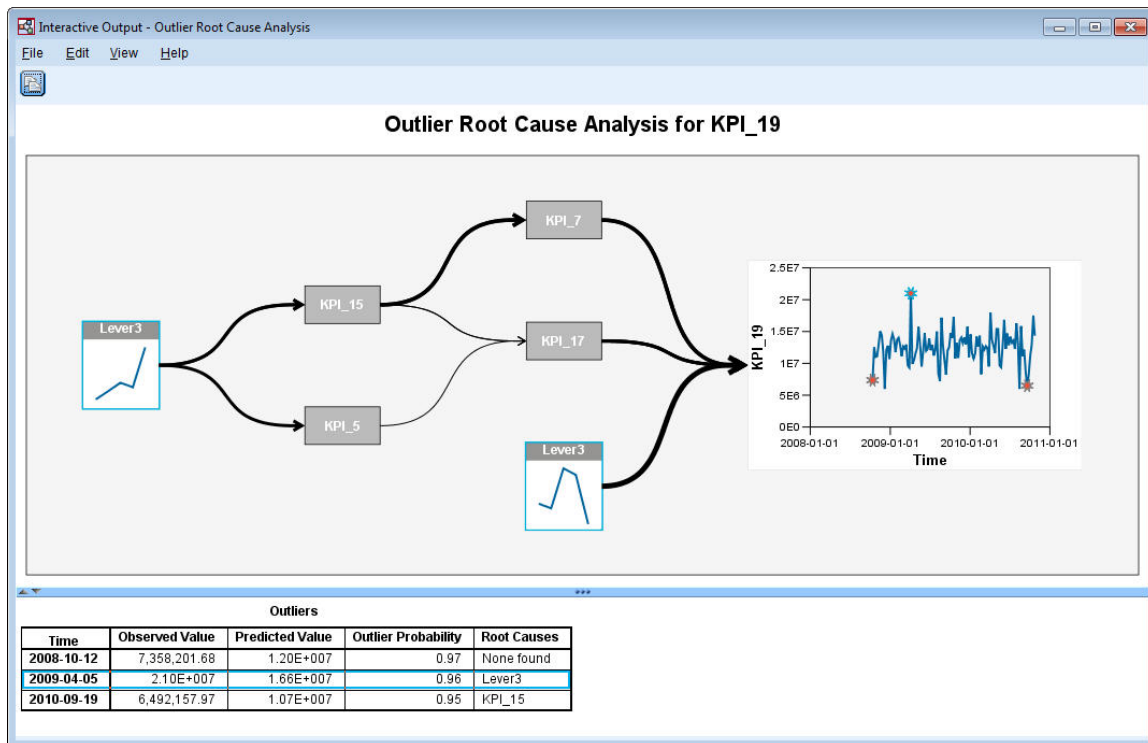 Interactive Output - Outlier Root Cause Analysis
File Edit View Help
Outlier Root Cause Analysis for KPI_19
KPI_7
KPI_15
Lever3
KPI_17
KPI_5
Lever3
2.5E7
2E7
1.5E7
1E7
5E6
0E0
KPI_19
2008-01-01 2009-01-01 2010-01-01 2011-01-01
Time
Outliers
Time Observed Value Predicted Value Outlier Probability Root Causes
2008-10-12 7,358,201.68 1.20E+007 0.97 None found
2009-04-05 2.10E+007 1.66E+007 0.96 Lever3
2010-09-19 6,492,157.97 1.07E+007 0.95 KPI_15